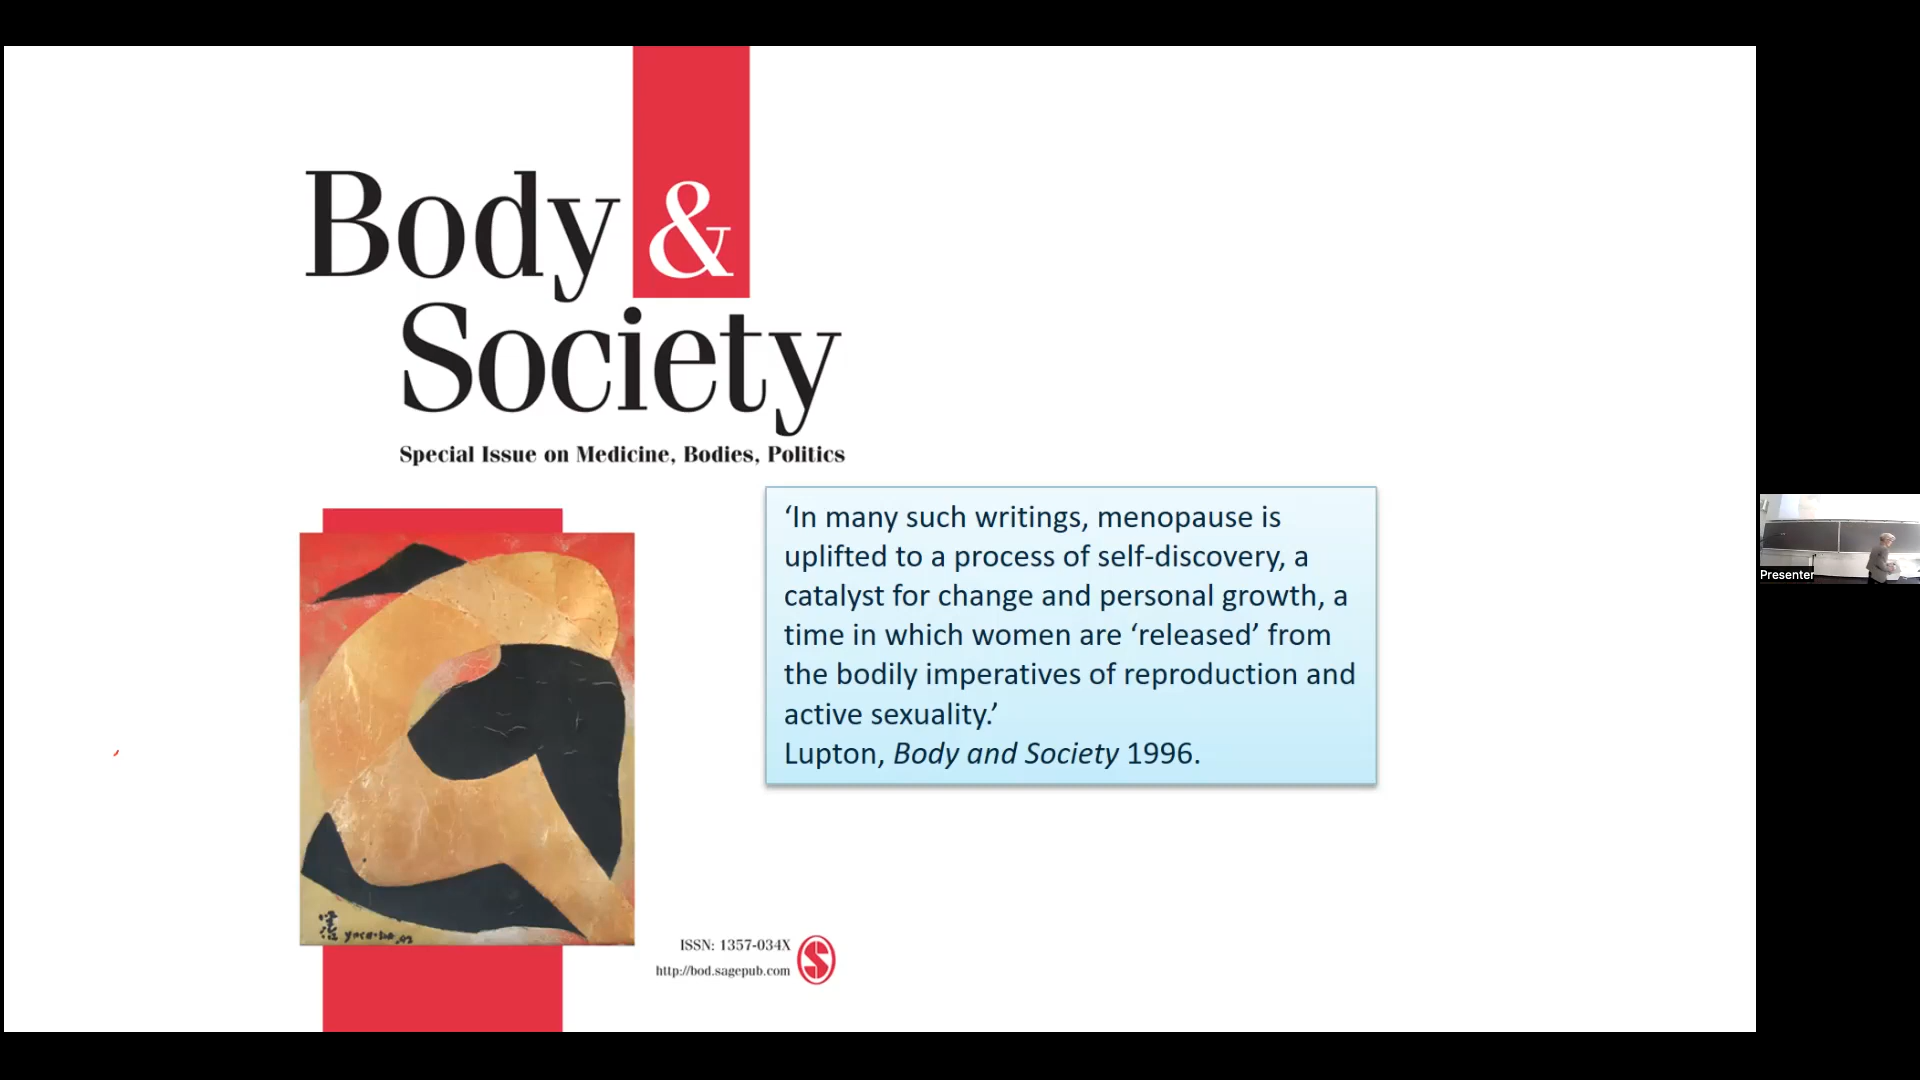 Body &
Society
Special Issue on Medicine, Bodies, Politics
‘In many such writings, menopause is
uplifted to a process of self-discovery, a
catalyst for change and personal growth, a
time in which women are ‘released’ from
the bodily imperatives of reproduction and
active sexuality.’
Lupton, Body and Society 1996.
ISSN: 1357-034X
http://bod.sagepub.com
S
Presenter